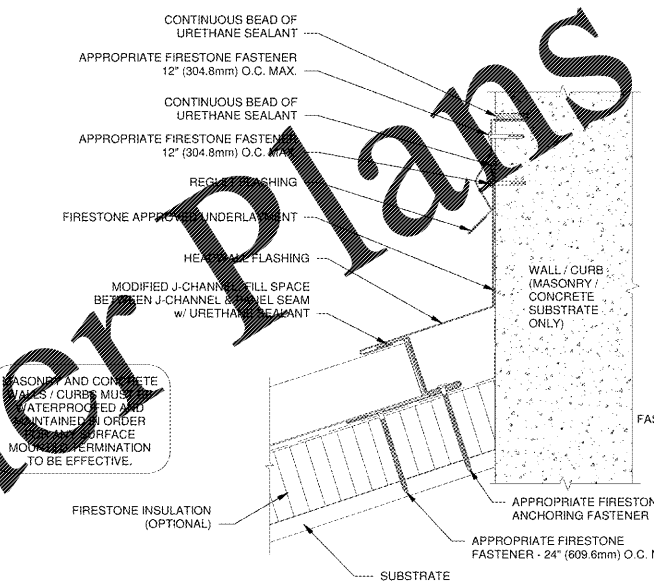 CONTINUOUS BEAD OF
URETHANE SEALANT
APPROPRIATE FIRESTONE FASTENER
12" (304.8mm) O.C. MAX.
CONTINUOUS BEAD OF
URETHANE SEALANT
APPROPRIATE FIRESTONE FASTENER
12" (304.8mm) O.C. MAX.
REGLET FLASHING
FIRESTONE APPROVED UNDERLAYMENT
HEADWALL FLASHING
MODIFIED J-CHANNEL, FILL SPACE
BETWEEN J-CHANNEL & PANEL SEAM
w/ URETHANE SEALANT
WALL / CURB
(MASONRY /
CONCRETE
SUBSTRATE
ONLY)
MASONRY AND CONCRETE
WALLS / CURBS MUST BE
WATERPROOFED AND
MAINTAINED IN ORDER
FOR ANY SURFACE
MOUNTED TERMINATION
TO BE EFFECTIVE.
FAS
FIRESTONE INSULATION
(OPTIONAL)
APPROPRIATE FIRESTON
ANCHORING FASTENER
APPROPRIATE FIRESTONE
FASTENER - 24" (609.6mm) O.C. M
SUBSTRATE
er Plans